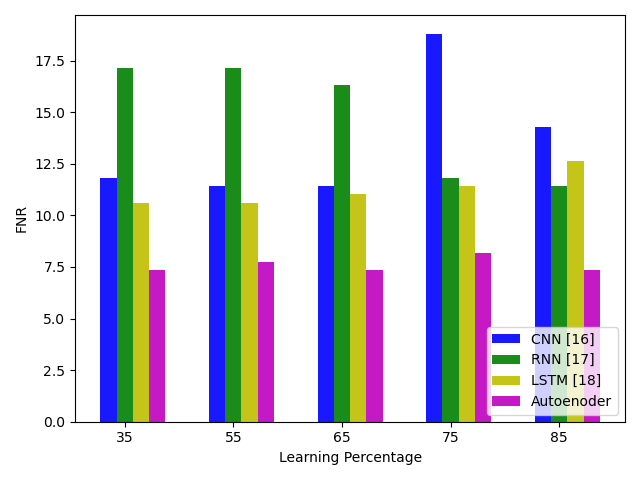 FNR
17.5
15.0
12.5
10.0
7.5
5.0
2.5
0.0
35 55 65 75 85
Learning Percentage
CNN [16]
RNN [17]
LSTM [18]
Autoenoder